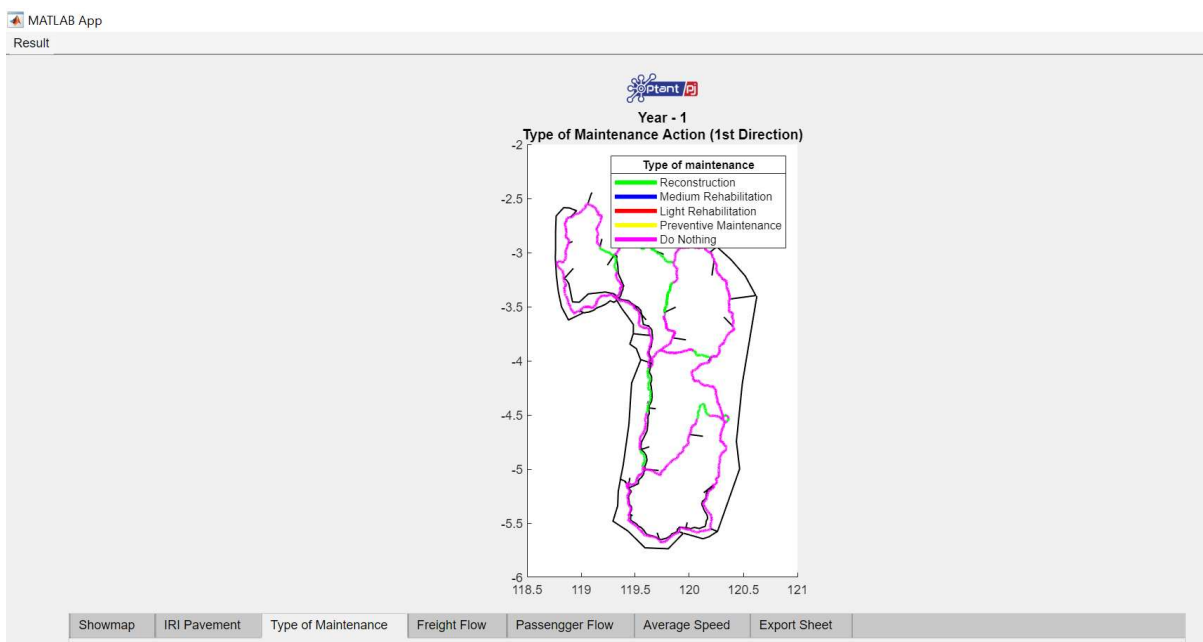 MATLAB App
Result
optant pj
Year - 1
Type of Maintenance Action (1st Direction)
Type of maintenance
Reconstruction
Medium Rehabilitation
Light Rehabilitation
Preventive Maintenance
Do Nothing
-2
-2.5
-3
-3.5
-4
-4.5
-5
-5.5
-6
118.5 119 119.5 120 120.5 121
Showmap IRI Pavement Type of Maintenance Freight Flow Passengger Flow Average Speed Export Sheet